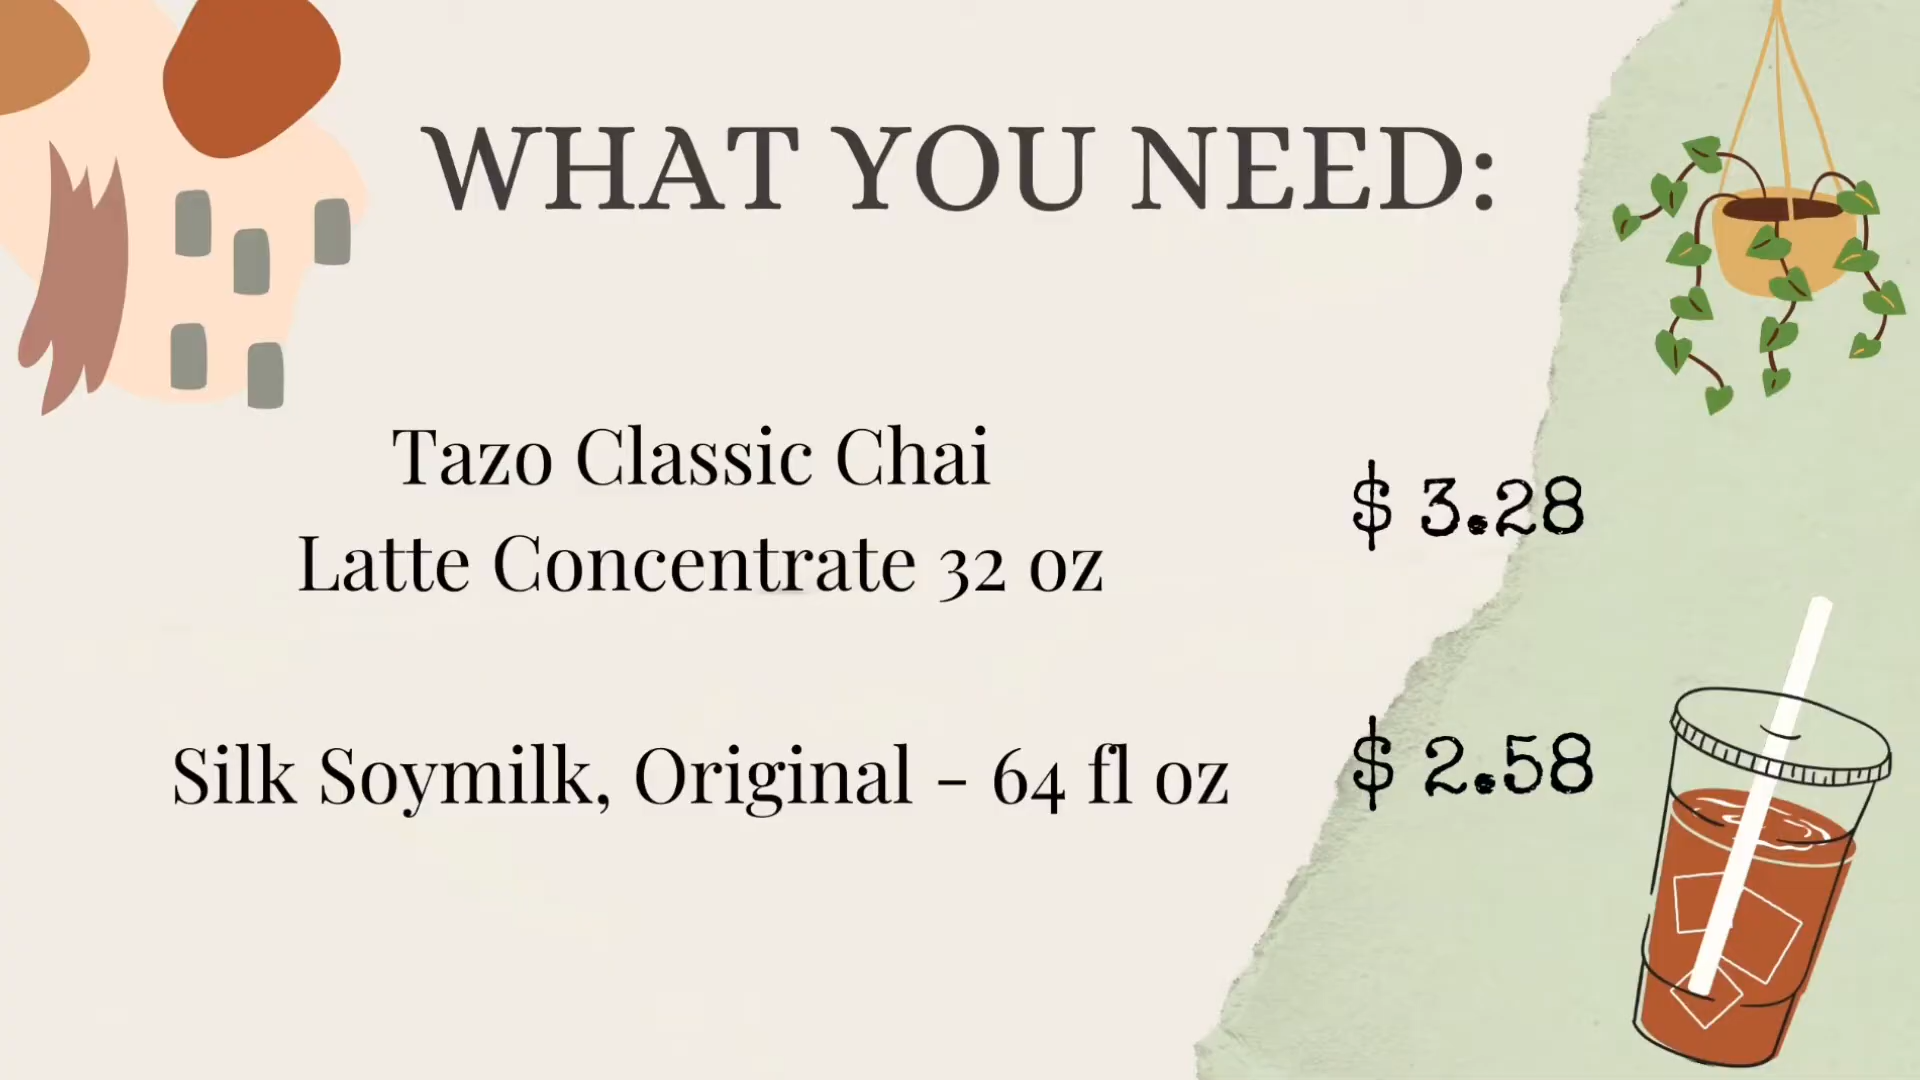 WHAT YOU NEED:
Tazo Classic Chai
Latte Concentrate 32 oz
$ 3.28
Silk Soymilk, Original - 64 fl oz
$ 2.58